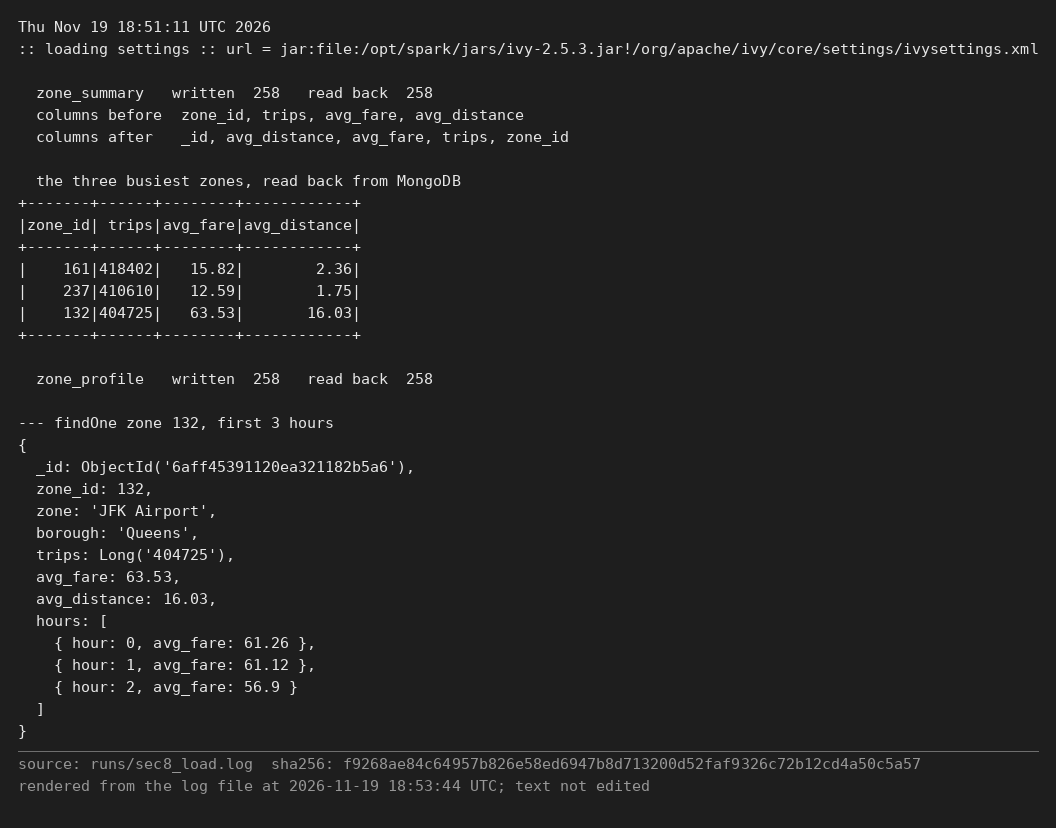 Thu Nov 19 18:51:11 UTC 2026
:: loading settings :: url = jar:file:/opt/spark/jars/ivy-2.5.3.jar!/org/apache/ivy/core/settings/ivysettings.xml
  zone_summary   written  258   read back  258
  columns before  zone_id, trips, avg_fare, avg_distance
  columns after   _id, avg_distance, avg_fare, trips, zone_id
  the three busiest zones, read back from MongoDB
+-------+------+--------+------------+
|zone_id| trips|avg_fare|avg_distance|
+-------+------+--------+------------+
|    161|418402|   15.82|        2.36|
|    237|410610|   12.59|        1.75|
|    132|404725|   63.53|       16.03|
+-------+------+--------+------------+
  zone_profile   written  258   read back  258
--- findOne zone 132, first 3 hours
{
  _id: ObjectId('6aff45391120ea321182b5a6'),
  zone_id: 132,
  zone: 'JFK Airport',
  borough: 'Queens',
  trips: Long('404725'),
  avg_fare: 63.53,
  avg_distance: 16.03,
  hours: [
    { hour: 0, avg_fare: 61.26 },
    { hour: 1, avg_fare: 61.12 },
    { hour: 2, avg_fare: 56.9 }
  ]
}
source: runs/sec8_load.log  sha256: f9268ae84c64957b826e58ed6947b8d713200d52faf9326c72b12cd4a50c5a57
rendered from the log file at 2026-11-19 18:53:44 UTC; text not edited